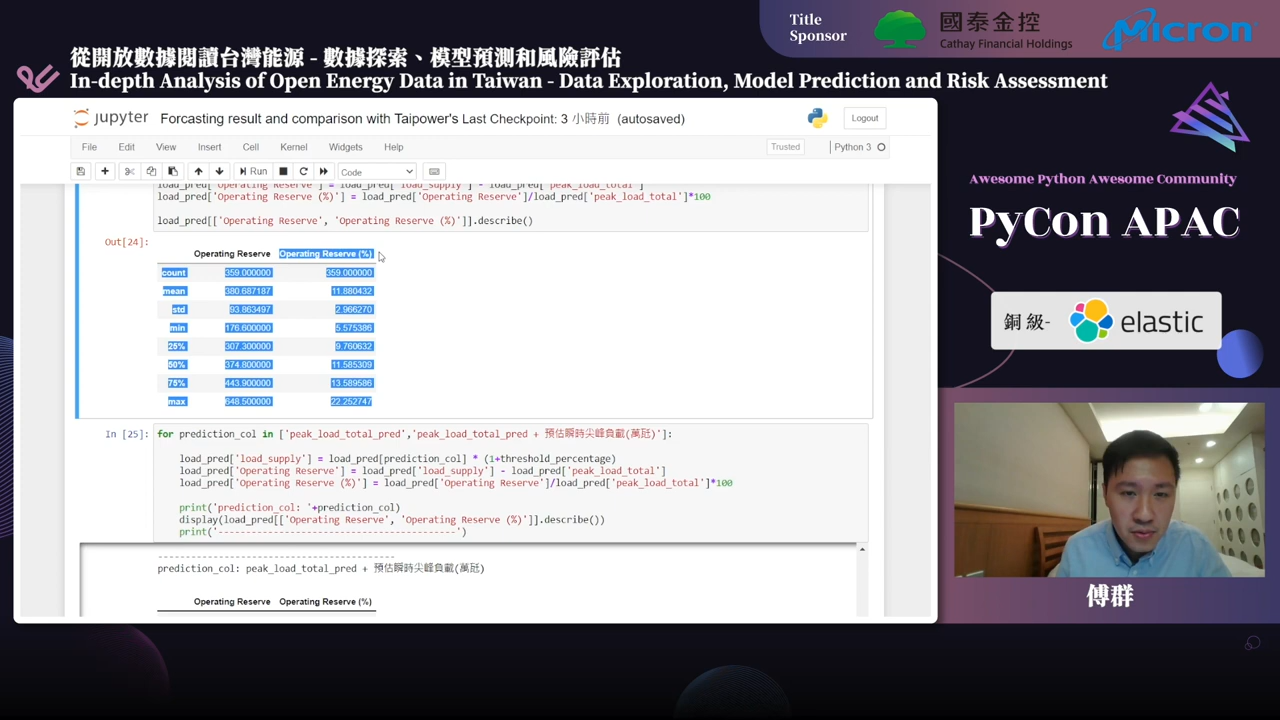 Title
Sponsor
國泰金控
Cathay Financial Holdings
Micron
從開放數據閱讀台灣能源 - 數據探索、模型預測和風險評估
In-depth Analysis of Open Energy Data in Taiwan - Data Exploration, Model Prediction and Risk Assessment
jupyter Forcasting result and comparison with Taipower's Last Checkpoint: 3 小時前 (autosaved)
Logout
File Edit View Insert Cell Kernel Widgets Help
Trusted
Python 3
Run
Code
load_pred['Operating Reserve'] = load_pred['load_supply'] - load_pred['peak_load_total']
load_pred['Operating Reserve (%)'] = load_pred['Operating Reserve']/load_pred['peak_load_total']*100
load_pred[['Operating Reserve', 'Operating Reserve (%)']].describe()
Out[24]:
Operating Reserve Operating Reserve (%)
count 359.000000 359.000000
mean 380.687187 11.880432
std 93.863497 2.966270
min 176.600000 5.575386
25% 307.300000 9.760632
50% 374.800000 11.585309
75% 443.900000 13.589586
max 648.500000 22.252747
In [25]: for prediction_col in ['peak_load_total_pred','peak_load_total_pred + 預估瞬時尖峰負載(萬瓩)']:
load_pred['load_supply'] = load_pred[prediction_col] * (1+threshold_percentage)
load_pred['Operating Reserve'] = load_pred['load_supply'] - load_pred['peak_load_total']
load_pred['Operating Reserve (%)'] = load_pred['Operating Reserve']/load_pred['peak_load_total']*100
print('prediction_col: '+prediction_col)
display(load_pred[['Operating Reserve', 'Operating Reserve (%)']].describe())
print('-----------------------------------------')
-----------------------------------------
prediction_col: peak_load_total_pred + 預估瞬時尖峰負載(萬瓩)
Operating Reserve Operating Reserve (%)
Awesome Python Awesome Community
PyCon APAC
銅級- elastic
傅群